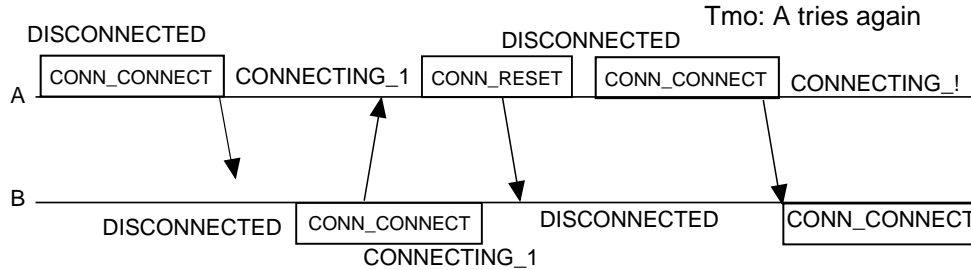 Tmo: A tries again
DISCONNECTED
DISCONNECTED
CONN_CONNECT
CONNECTING_1
CONN_RESET
CONN_CONNECT
CONNECTING_!
A
B
DISCONNECTED
CONN_CONNECT
DISCONNECTED
CONN_CONNECT
CONNECTING_1